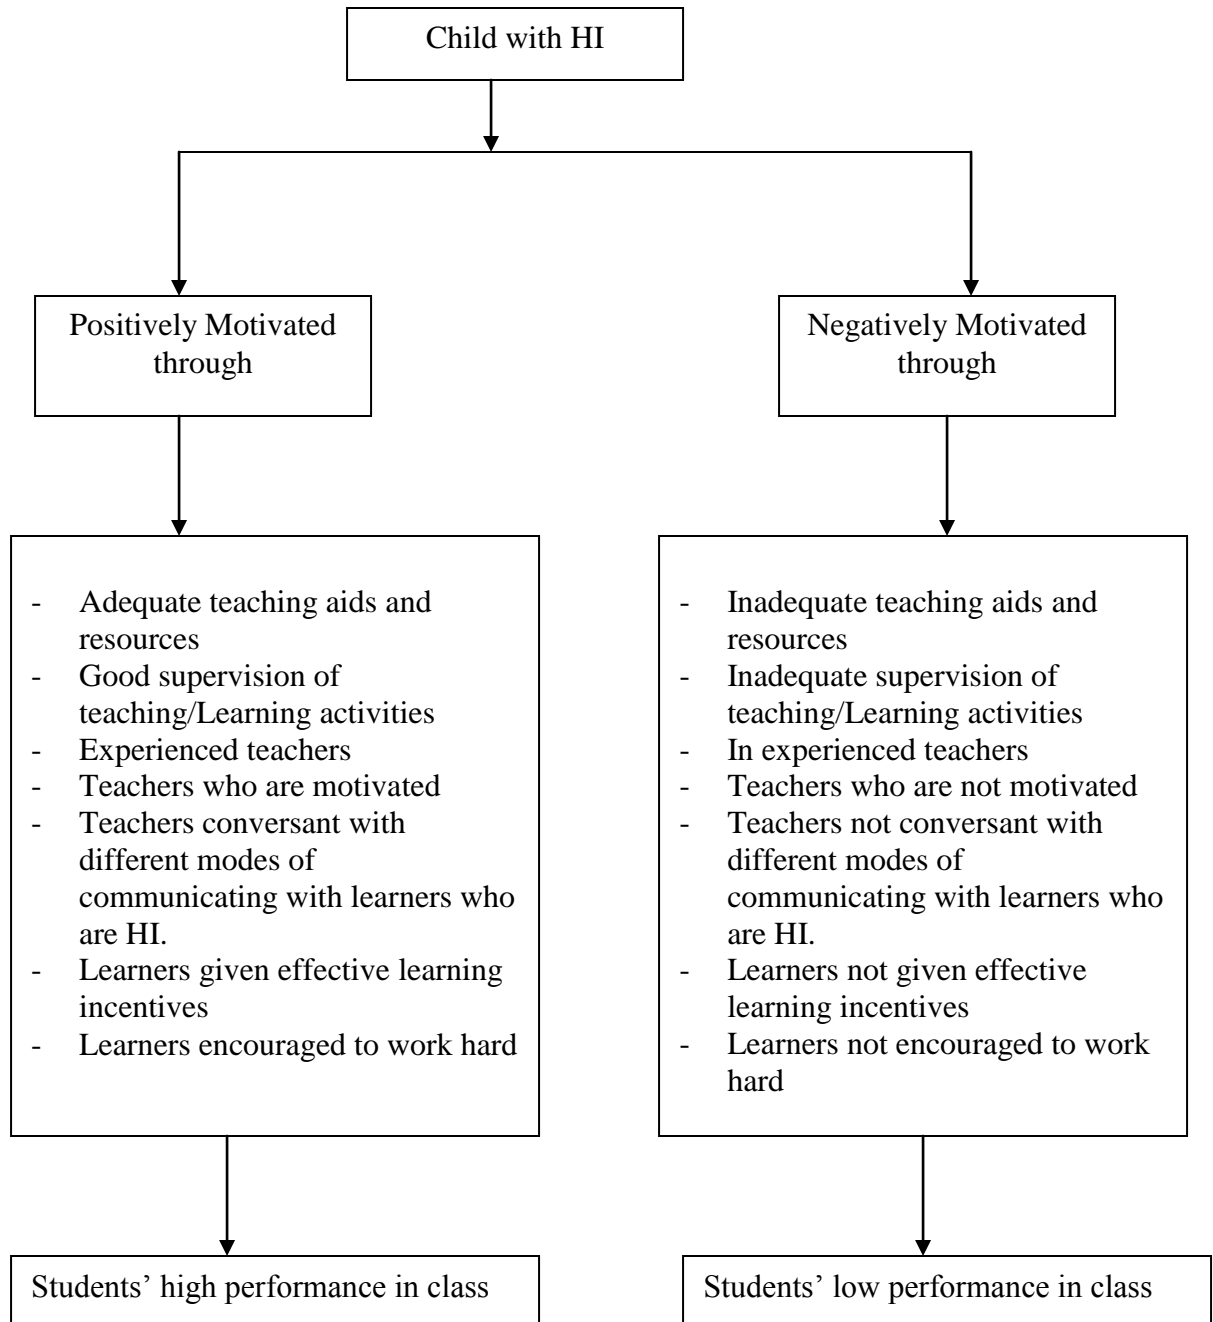 Child with HI
Positively Motivated
through
Negatively Motivated
through
- Adequate teaching aids and
resources
- Good supervision of
teaching/Learning activities
- Experienced teachers
- Teachers who are motivated
- Teachers conversant with
different modes of
communicating with learners who
are HI.
- Learners given effective learning
incentives
- Learners encouraged to work hard
- Inadequate teaching aids and
resources
- Inadequate supervision of
teaching/Learning activities
- In experienced teachers
- Teachers who are not motivated
- Teachers not conversant with
different modes of
communicating with learners who
are HI.
- Learners not given effective
learning incentives
- Learners not encouraged to work
hard
Students’ high performance in class
Students’ low performance in class